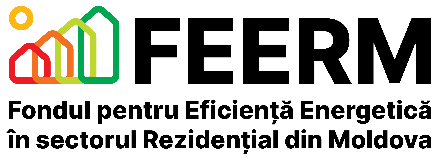 FEERM
Fondul pentru Eficiență Energetică
în sectorul Rezidențial din Moldova